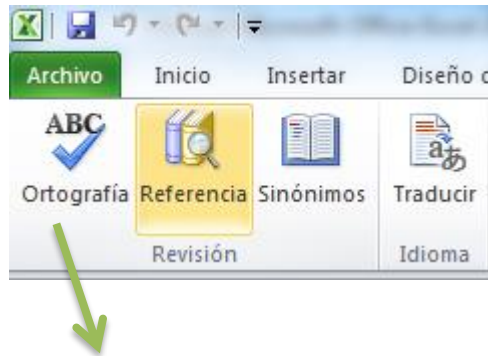 Archivo Inicio Insertar Diseño
ABC
Ortografía Referencia Sinónimos Traducir
Revisión Idioma